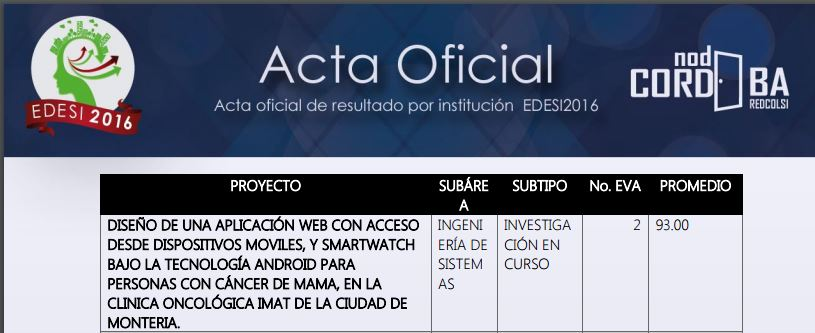 EDESI 2016
Acta Oficial
Acta oficial de resultado por institución EDESI2016
nod
CORD BA
REDCOLSI
PROYECTO SUBÁRE
A SUBTIPO No. EVA PROMEDIO
DISEÑO DE UNA APLICACIÓN WEB CON ACCESO INGENI INVESTIGA 2 93.00
DESDE DISPOSITIVOS MOVILES, Y SMARTWATCH ERÍA DE CIÓN EN
BAJO LA TECNOLOGÍA ANDROID PARA SISTEM CURSO
PERSONAS CON CÁNCER DE MAMA, EN LA AS
CLINICA ONCOLÓGICA IMAT DE LA CIUDAD DE
MONTERIA.